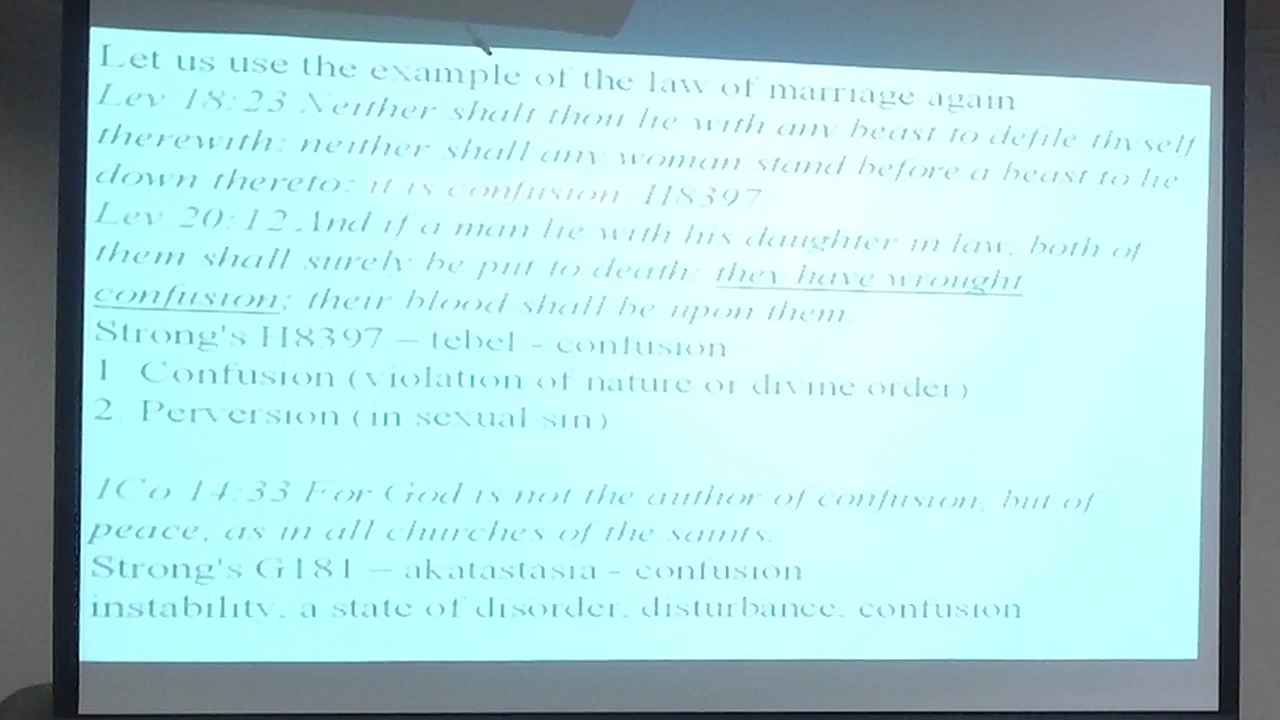 Let us use the example of the law of marriage again
Lev 18:23 Neither shalt thou lie with any beast to defile thyself
therewith: neither shall any woman stand before a beast to lie
down thereto: it is confusion. H8397
Lev 20:12 And if a man lie with his daughter in law, both of
them shall surely be put to death: they have wrought
confusion; their blood shall be upon them.
Strong's H8397 – tebel - confusion
1. Confusion (violation of nature or divine order)
2. Perversion (in sexual sin)
1Co 14:33 For God is not the author of confusion, but of
peace, as in all churches of the saints.
Strong's G181 – akatastasia - confusion
instability, a state of disorder, disturbance, confusion